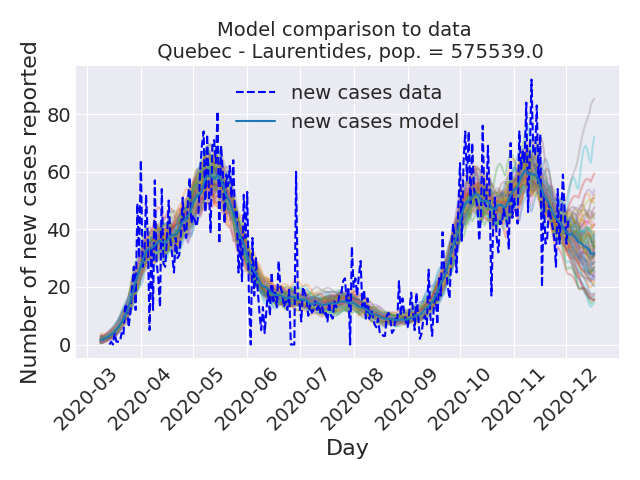 Model comparison to data
Quebec - Laurentides, pop. = 575539.0
Number of new cases reported
80
60
40
20
0
new cases data
new cases model
2020-03
2020-04
2020-05
2020-06
2020-07
2020-08
2020-09
2020-10
2020-11
2020-12
Day